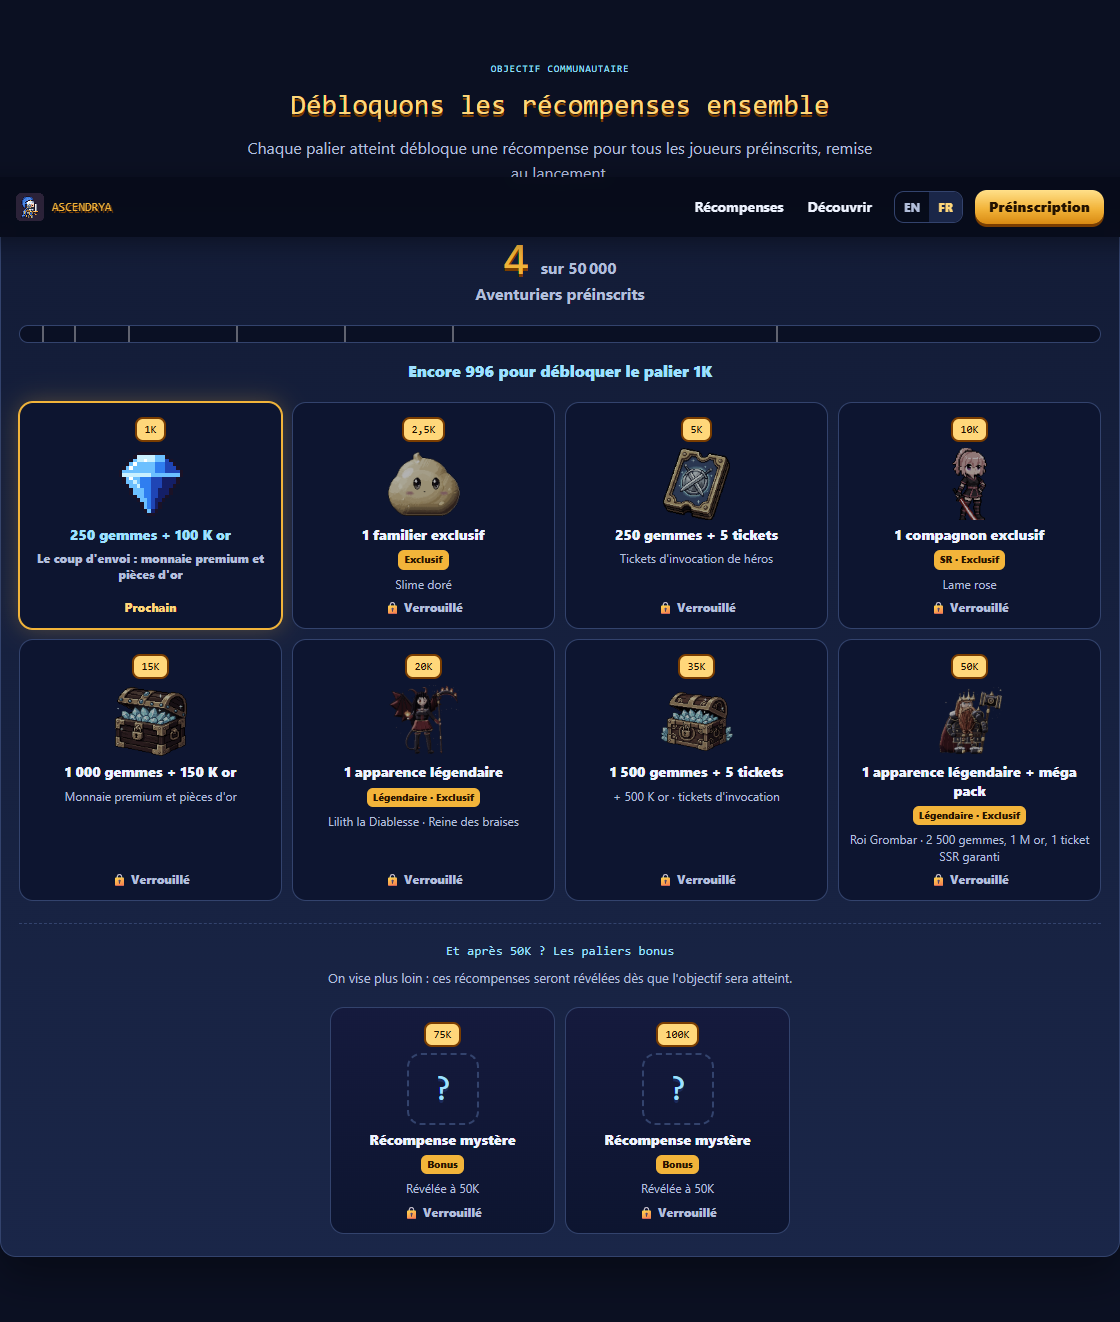 OBJECTIF COMMUNAUTAIRE
Débloquons les récompenses ensemble
Chaque palier atteint débloque une récompense pour tous les joueurs préinscrits, remise
au lancement.
ASCENDRYA
Récompenses
Découvrir
EN
FR
Préinscription
4 sur 50 000
Aventuriers préinscrits
Encore 996 pour débloquer le palier 1K
1K
250 gemmes + 100 K or
Le coup d'envoi : monnaie premium et
pièces d'or
Prochain
2,5K
1 familier exclusif
Exclusif
Slime doré
Verrouillé
5K
250 gemmes + 5 tickets
Tickets d'invocation de héros
Verrouillé
10K
1 compagnon exclusif
SR · Exclusif
Lame rose
Verrouillé
15K
1 000 gemmes + 150 K or
Monnaie premium et pièces d'or
Verrouillé
20K
1 apparence légendaire
Légendaire · Exclusif
Lilith la Diablesse · Reine des braises
Verrouillé
35K
1 500 gemmes + 5 tickets
+ 500 K or · tickets d'invocation
Verrouillé
50K
1 apparence légendaire + méga
pack
Légendaire · Exclusif
Roi Grombar · 2 500 gemmes, 1 M or, 1 ticket
SSR garanti
Verrouillé
Et après 50K ? Les paliers bonus
On vise plus loin : ces récompenses seront révélées dès que l'objectif sera atteint.
75K
?
Récompense mystère
Bonus
Révélée à 50K
Verrouillé
100K
?
Récompense mystère
Bonus
Révélée à 50K
Verrouillé